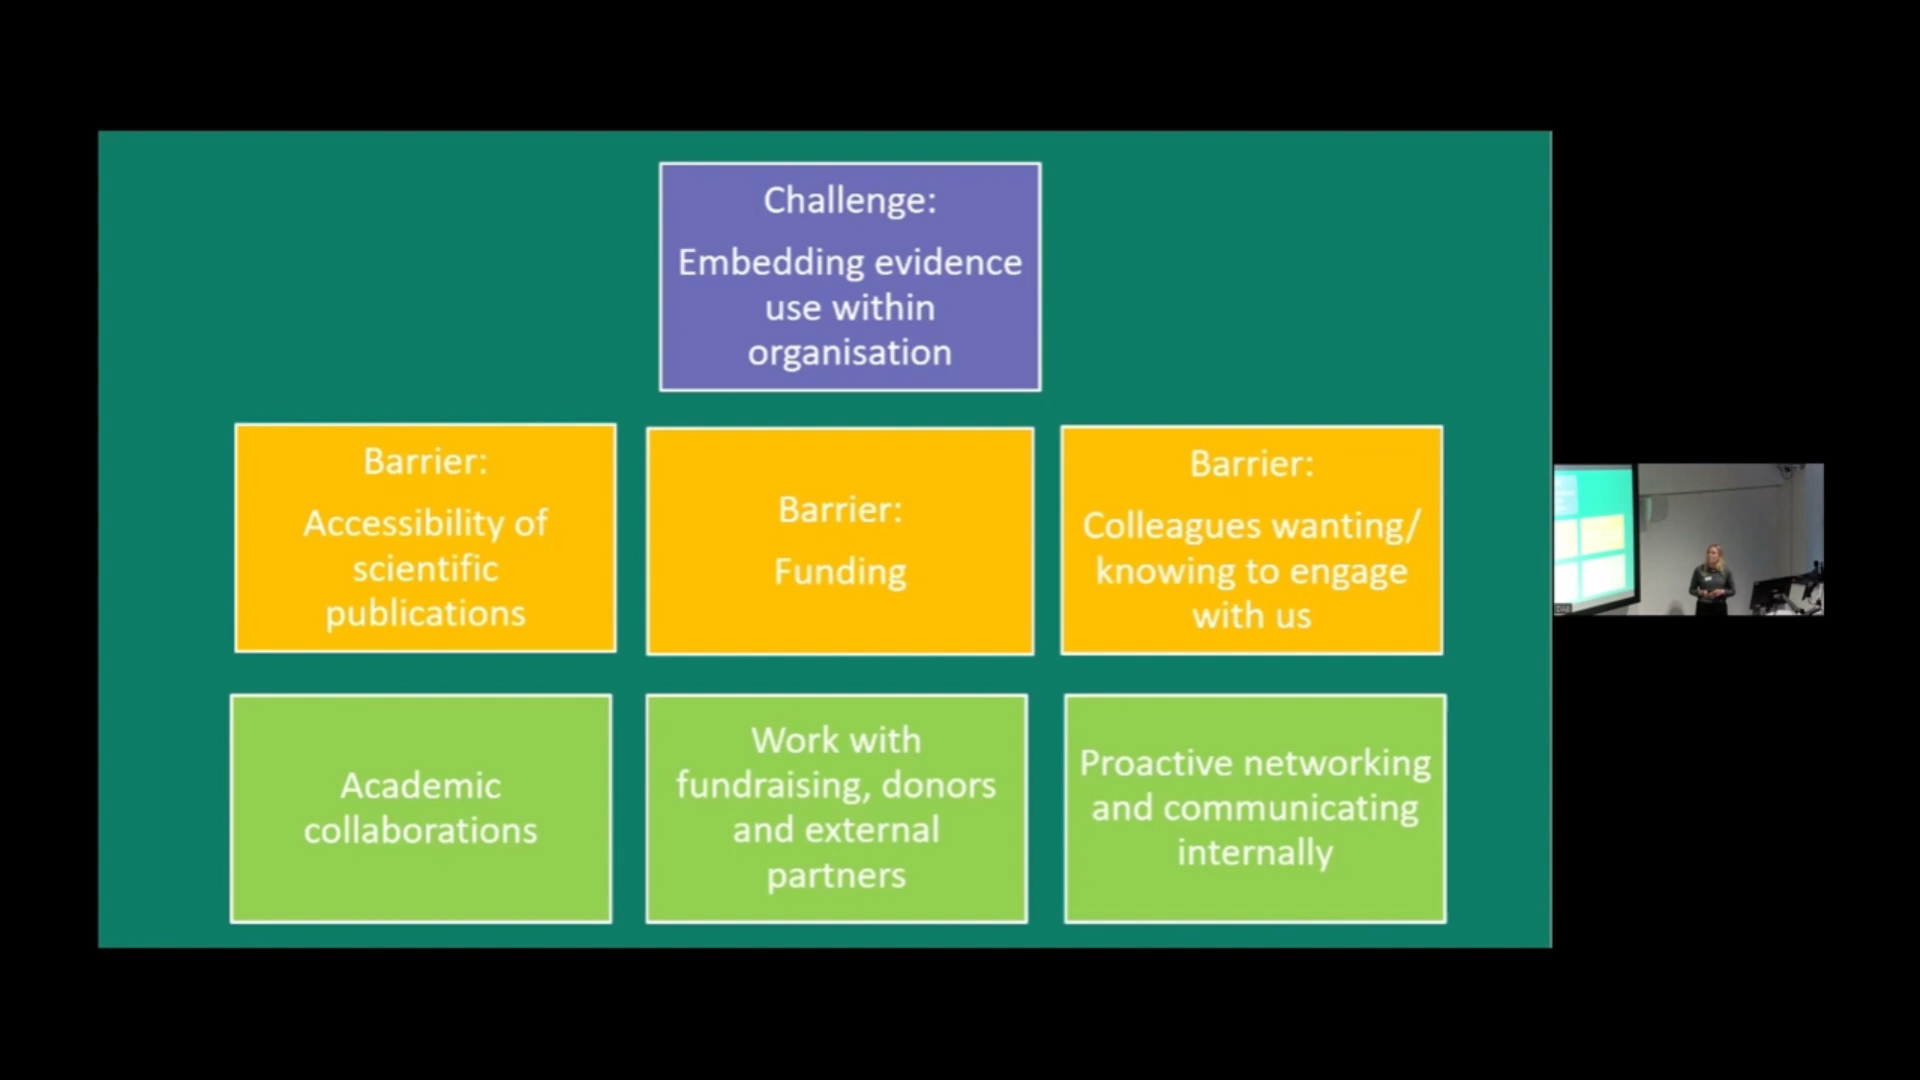 Challenge:
Embedding evidence
use within
organisation
Barrier:
Accessibility of
scientific
publications
Barrier:
Funding
Barrier:
Colleagues wanting/
knowing to engage
with us
Academic
collaborations
Work with
fundraising, donors
and external
partners
Proactive networking
and communicating
internally